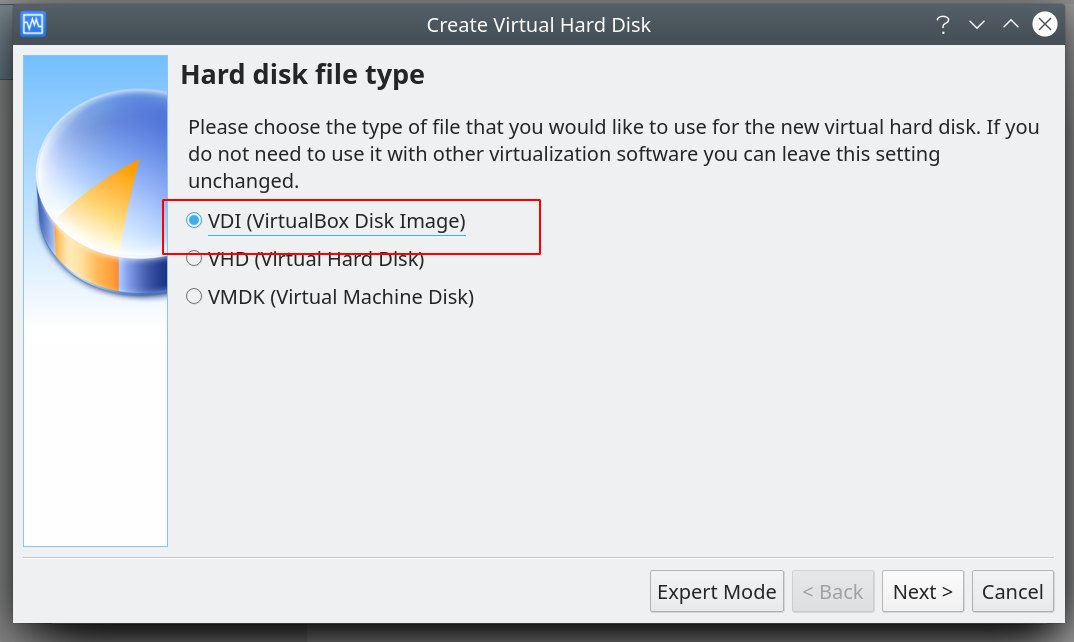 Create Virtual Hard Disk
Hard disk file type
Please choose the type of file that you would like to use for the new virtual hard disk. If you
do not need to use it with other virtualization software you can leave this setting
unchanged.
VDI (VirtualBox Disk Image)
VHD (Virtual Hard Disk)
VMDK (Virtual Machine Disk)
Expert Mode < Back Next > Cancel